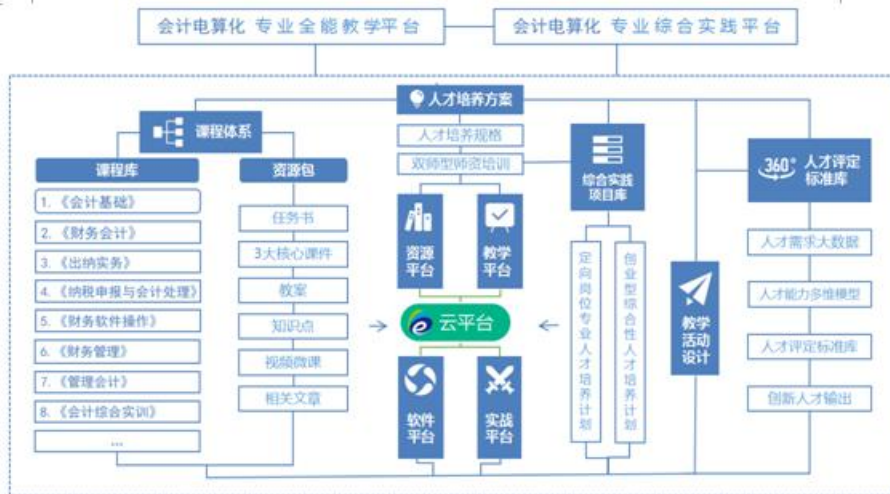 会计电算化 专业全能教学平台
会计电算化 专业综合实践平台
人才培养方案
人才培养规格
双师型师资培训
课程体系
课程库
1. 《会计基础》
2. 《财务会计》
3. 《出纳实务》
4. 《纳税申报与会计处理》
5. 《财务软件操作》
6. 《财务管理》
7. 《管理会计》
8. 《会计综合实训》
...
资源包
任务书
3大核心课件
教案
知识点
视频微课
相关文章
资源
平台
教学
平台
云平台
软件
平台
实战
平台
综合实践
项目库
定向岗位专业人才培养计划
创业型综合性人才培养计划
教学
活动
设计
360°
人才评定
标准库
人才需求大数据
人才能力多维模型
人才评定标准库
创新人才输出